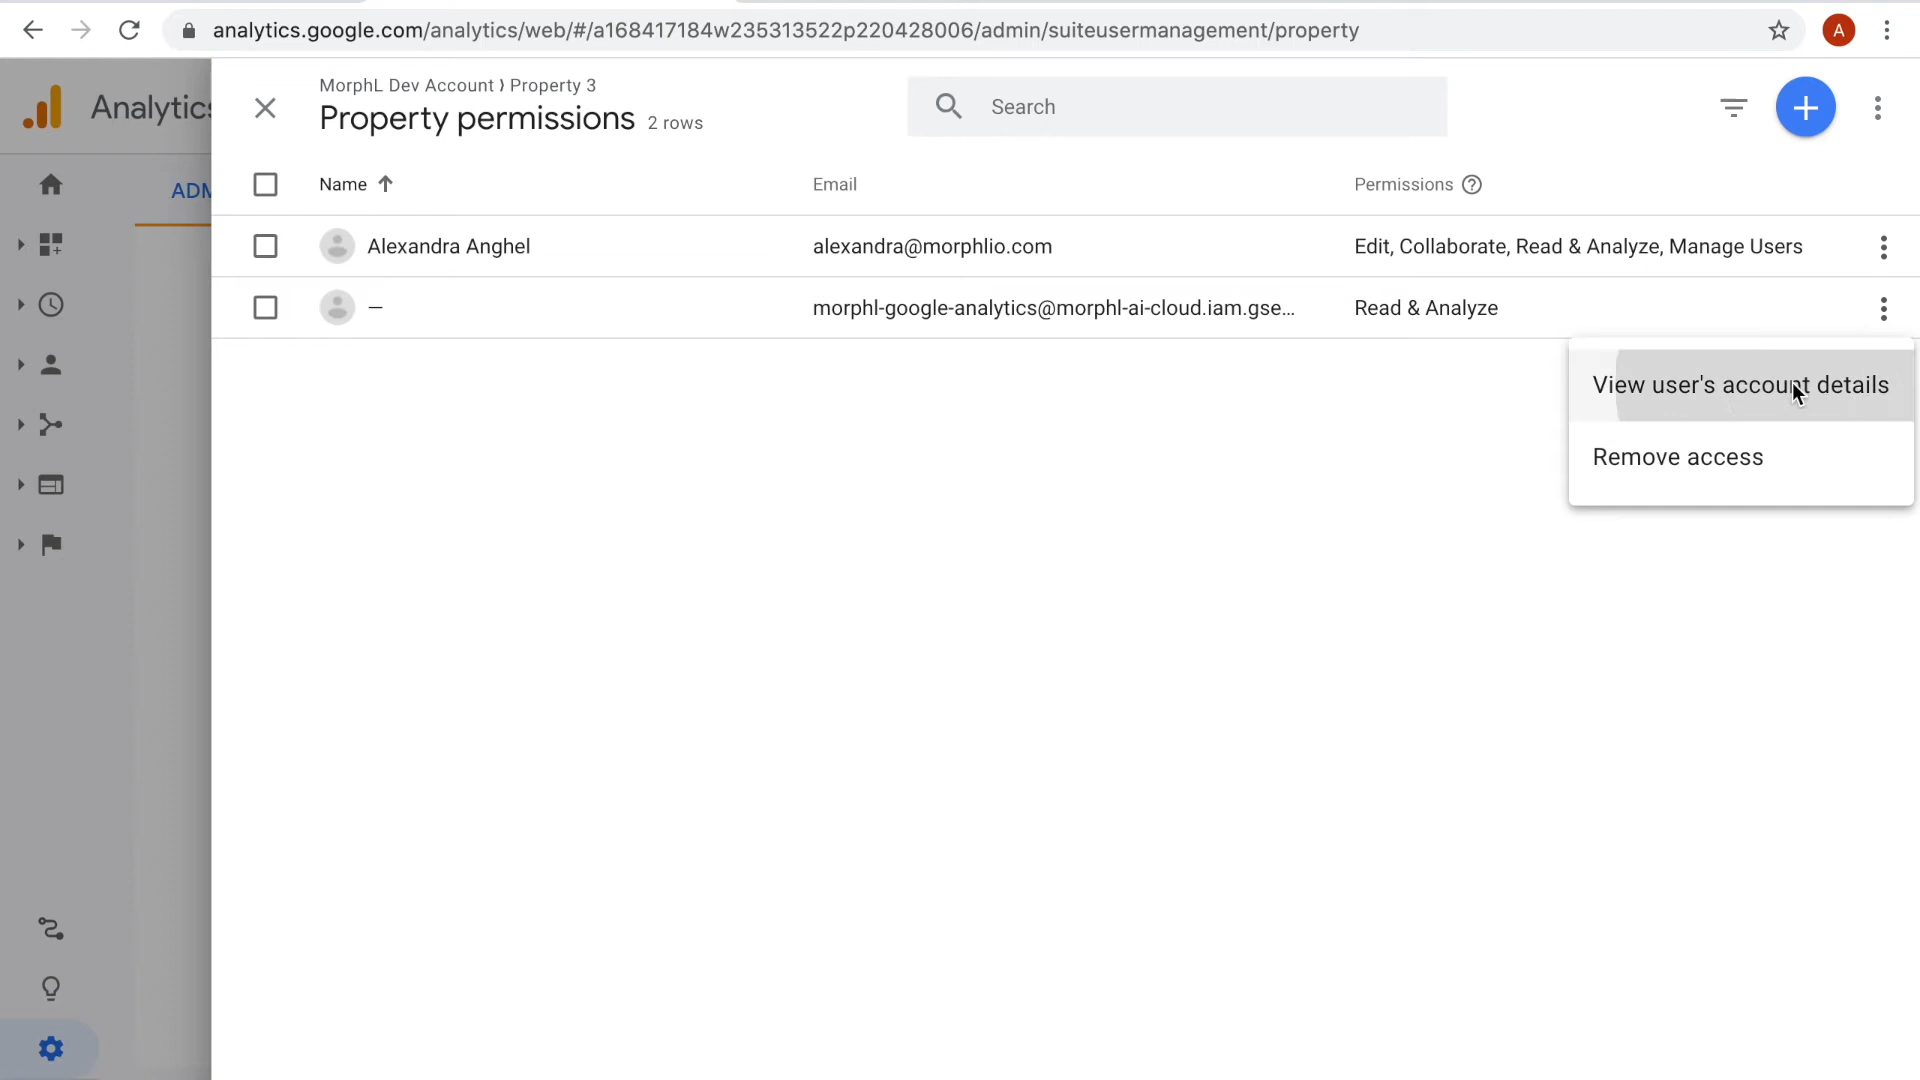 analytics.google.com/analytics/web/#/a168417184w235313522p220428006/admin/suiteusermanagement/property
A
Analytics
MorphL Dev Account ⟩ Property 3
Property permissions 2 rows
Search
ADM
Name Email Permissions
Alexandra Anghel alexandra@morphlio.com Edit, Collaborate, Read & Analyze, Manage Users
— morphl-google-analytics@morphl-ai-cloud.iam.gse... Read & Analyze
View user's account details
Remove access